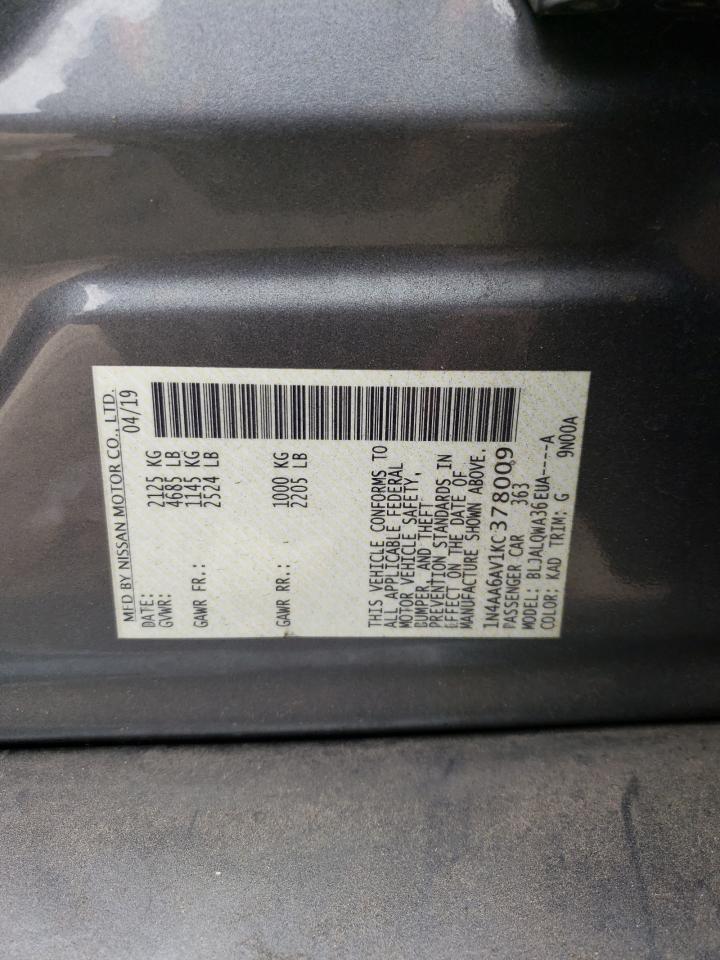 MFD BY NISSAN MOTOR CO., LTD.
DATE: 04/19
GVWR: 2125 KG
4685 LB
GAWR FR.: 1145 KG
2524 LB
GAWR RR.: 1000 KG
2205 LB
THIS VEHICLE CONFORMS TO
ALL APPLICABLE FEDERAL
MOTOR VEHICLE SAFETY,
BUMPER, AND THEFT
PREVENTION STANDARDS IN
EFFECT ON THE DATE OF
MANUFACTURE SHOWN ABOVE.
1N4AA6AV1KC378009
PASSENGER CAR 363
MODEL: BLJALQWA36EUA----A
COLOR: KAD TRIM: G 9N00A